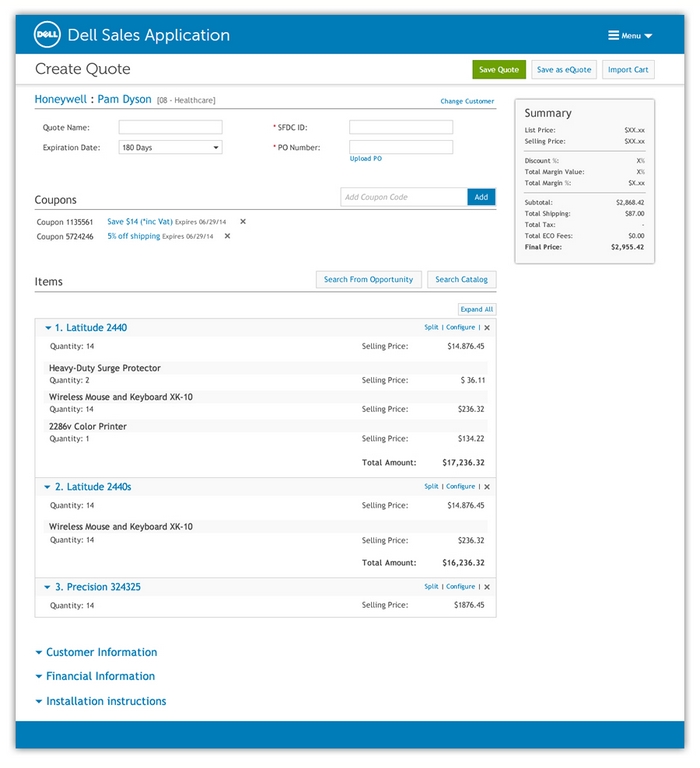 DELL Dell Sales Application Menu
Create Quote Save Quote Save as eQuote Import Cart
Honeywell : Pam Dyson [08 - Healthcare] Change Customer
Quote Name: * SFDC ID:
Expiration Date: 180 Days * PO Number:
Upload PO
Coupons Add Coupon Code Add
Coupon 1135561 Save $14 (*inc Vat) Expires 06/29/14 ×
Coupon 5724246 5% off shipping Expires 06/29/14 ×
Items Search From Opportunity Search Catalog
Expand All
1. Latitude 2440 Split | Configure | ×
Quantity: 14 Selling Price: $14.876.45
Heavy-Duty Surge Protector
Quantity: 2 Selling Price: $ 36.11
Wireless Mouse and Keyboard XK-10
Quantity: 14 Selling Price: $236.32
2286v Color Printer
Quantity: 1 Selling Price: $134.22
Total Amount: $17,236.32
2. Latitude 2440s Split | Configure | ×
Quantity: 14 Selling Price: $14.876.45
Wireless Mouse and Keyboard XK-10
Quantity: 14 Selling Price: $236.32
Total Amount: $16,236.32
3. Precision 324325 Split | Configure | ×
Quantity: 14 Selling Price: $1876.45
Customer Information
Financial Information
Installation instructions
Summary
List Price: $XX.xx
Selling Price: $XX.xx
Discount %: X%
Total Margin Value: X%
Total Margin %: $X.xx
Subtotal: $2,868.42
Total Shipping: $87.00
Total Tax: -
Total ECO Fees: $0.00
Final Price: $2,955.42